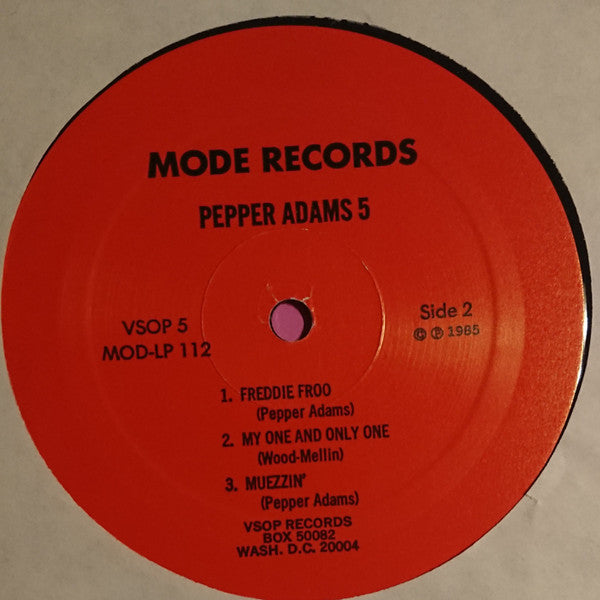 MODE RECORDS
PEPPER ADAMS 5
VSOP 5
MOD-LP 112
Side 2
© ℗ 1985
1. FREDDIE FROO
(Pepper Adams)
2. MY ONE AND ONLY ONE
(Wood-Mellin)
3. MUEZZIN'
(Pepper Adams)
VSOP RECORDS
BOX 50082
WASH. D.C. 20004